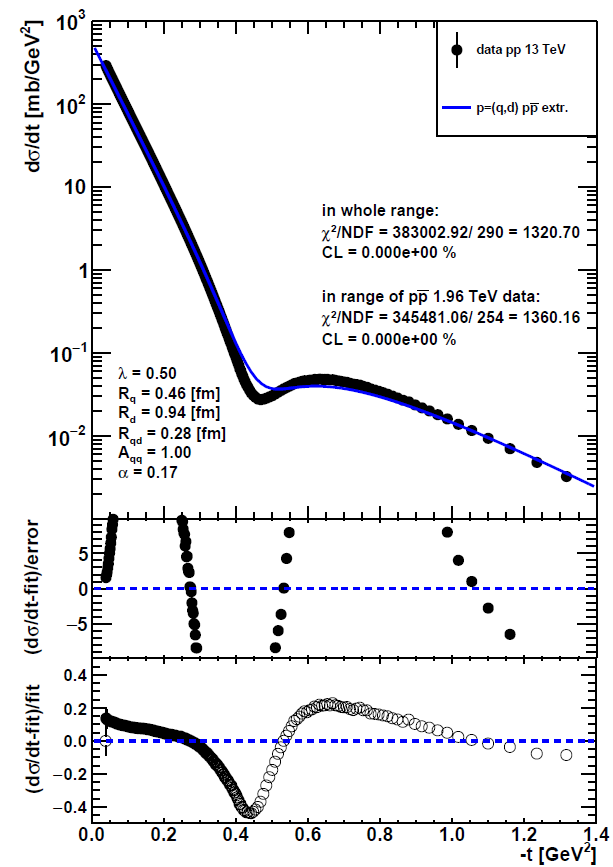 10³
10²
10
1
10⁻¹
10⁻²
dσ/dt [mb/GeV²]
data pp 13 TeV
p=(q,d) pp̅ extr.
in whole range:
χ²/NDF = 383002.92/ 290 = 1320.70
CL = 0.000e+00 %
in range of pp̅ 1.96 TeV data:
χ²/NDF = 345481.06/ 254 = 1360.16
CL = 0.000e+00 %
λ = 0.50
R_q = 0.46 [fm]
R_d = 0.94 [fm]
R_qd = 0.28 [fm]
A_qq = 1.00
α = 0.17
(dσ/dt-fit)/error
5
0
−5
(dσ/dt-fit)/fit
0.4
0.2
0.0
−0.2
−0.4
0.0 0.2 0.4 0.6 0.8 1.0 1.2 1.4
-t [GeV²]